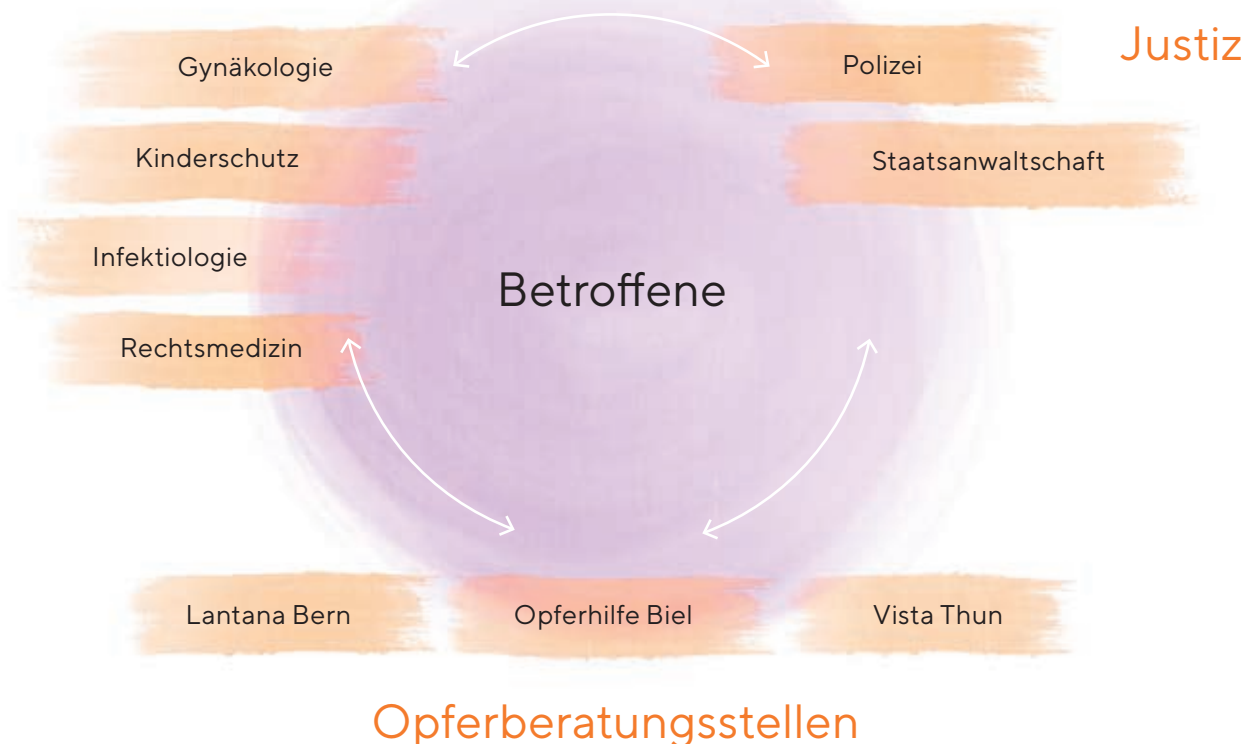 Justiz
Gynäkologie
Polizei
Kinderschutz
Staatsanwaltschaft
Infektiologie
Betroffene
Rechtsmedizin
Lantana Bern
Opferhilfe Biel
Vista Thun
Opferberatungsstellen